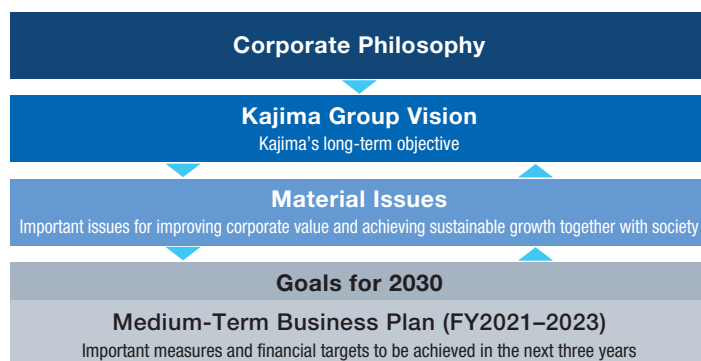 Corporate Philosophy
Kajima Group Vision
Kajima's long-term objective
Material Issues
Important issues for improving corporate value and achieving sustainable growth together with society
Goals for 2030
Medium-Term Business Plan (FY2021–2023)
Important measures and financial targets to be achieved in the next three years